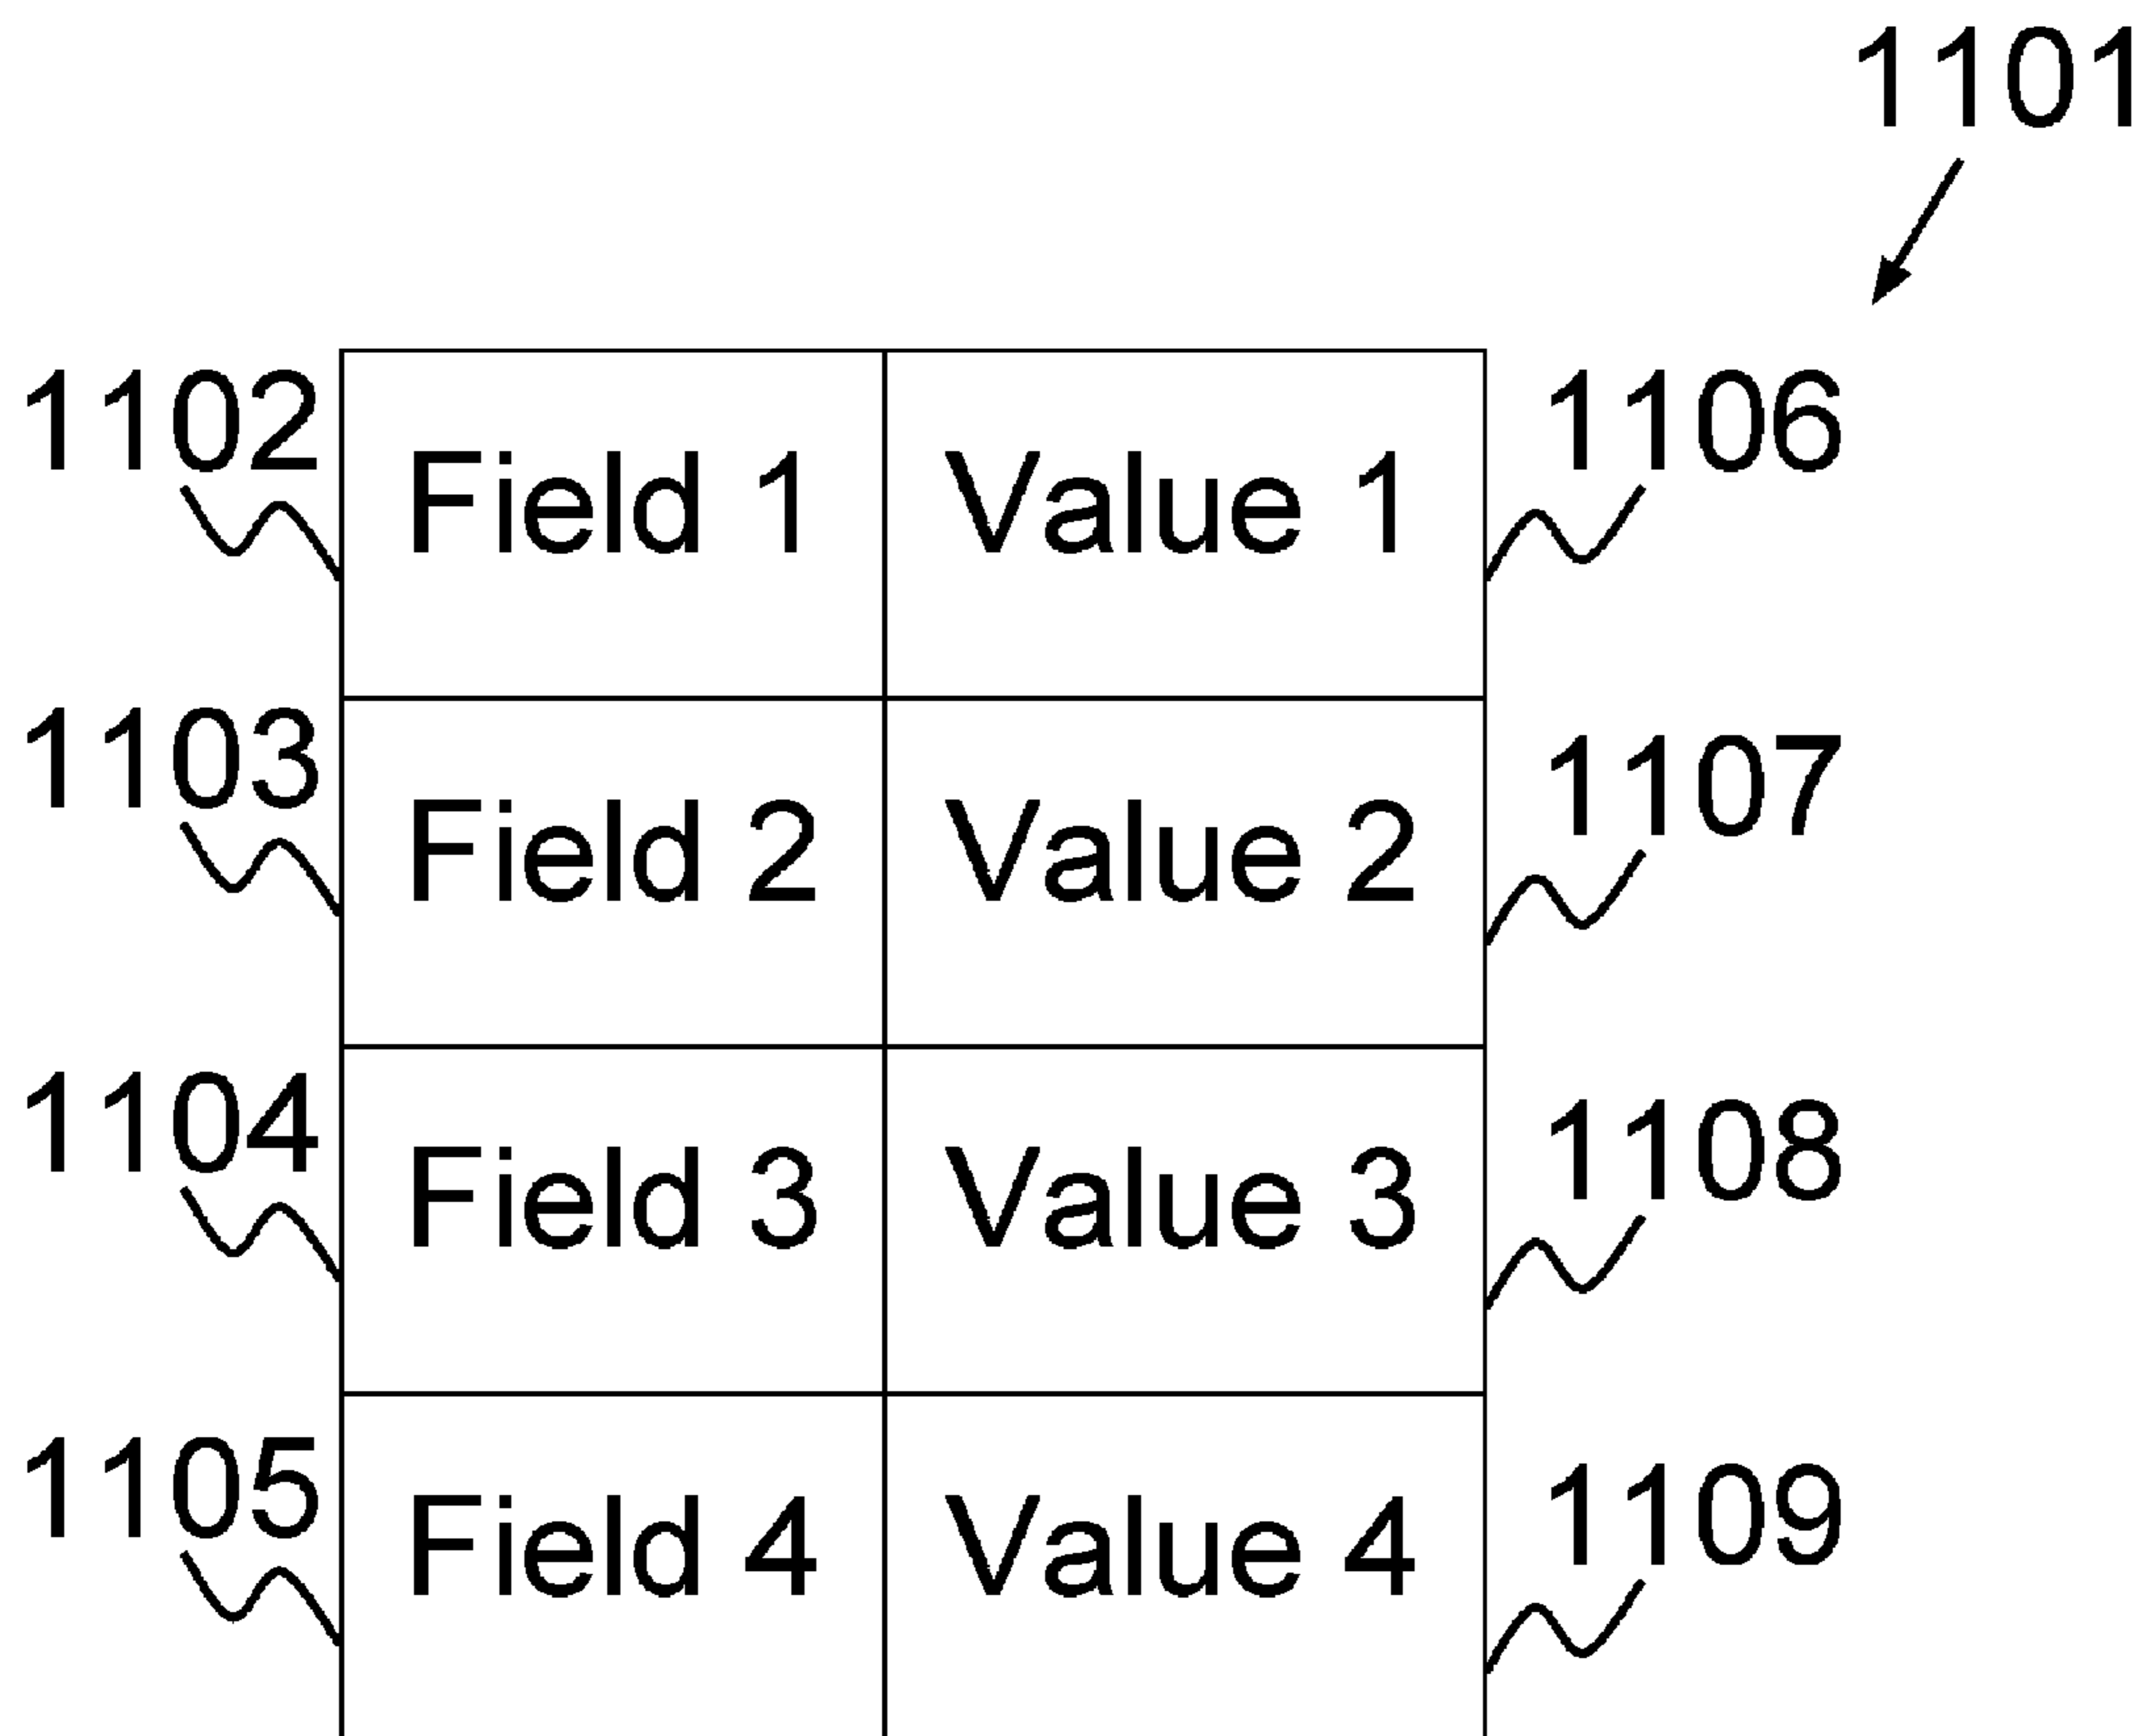 1101
1102 Field 1 Value 1 1106
1103 Field 2 Value 2 1107
1104 Field 3 Value 3 1108
1105 Field 4 Value 4 1109